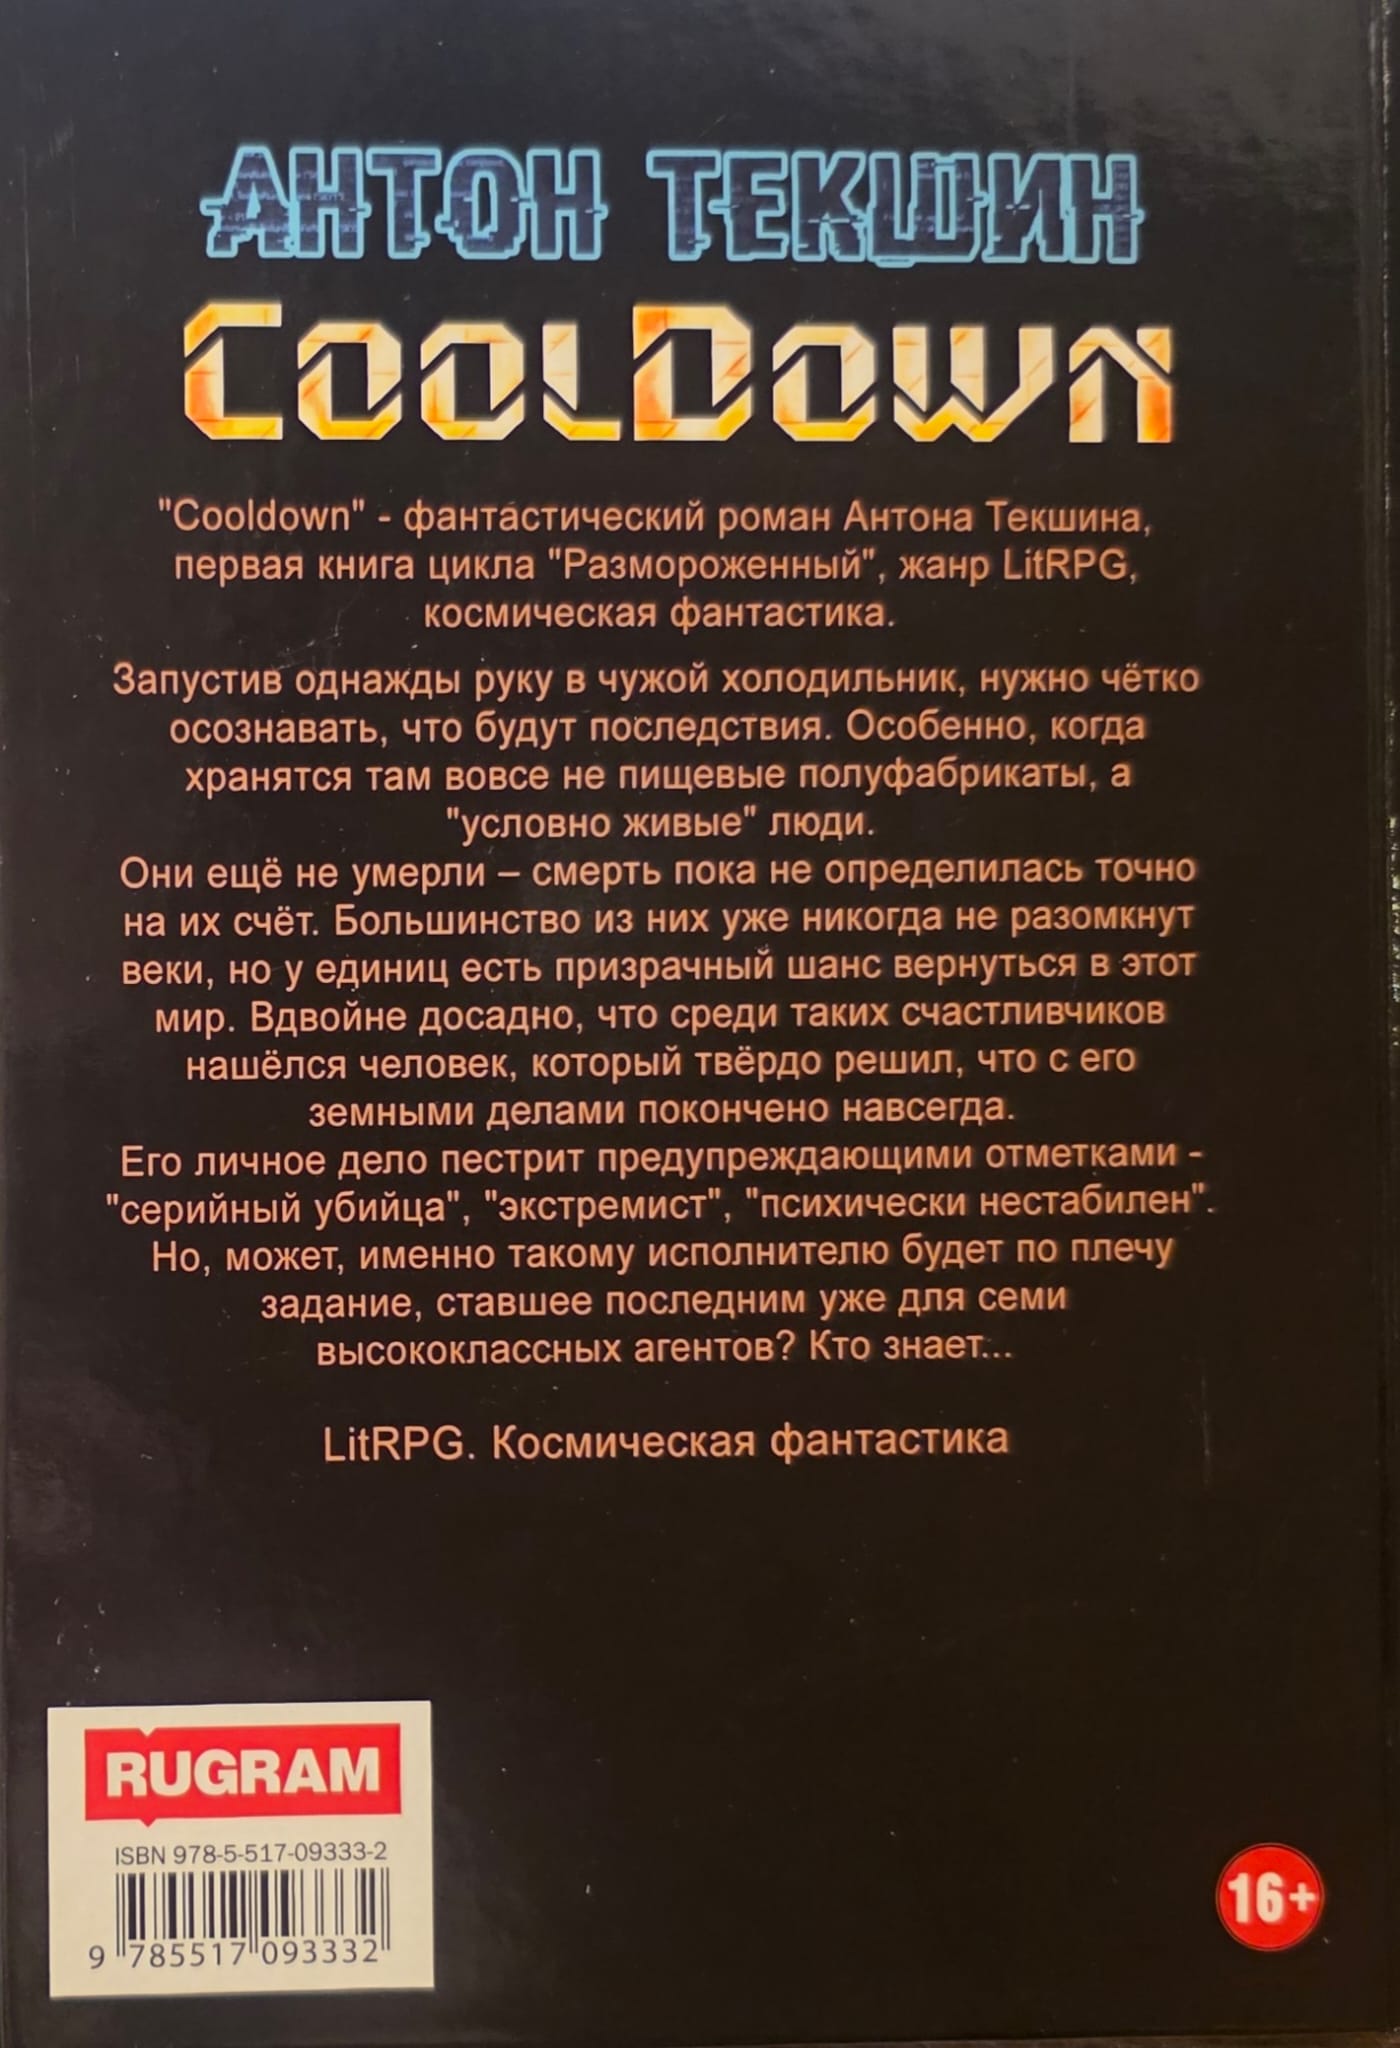 АНТОН ТЕКШИН
COOLDOWN
"Cooldown" - фантастический роман Антона Текшина,
первая книга цикла "Размороженный", жанр LitRPG,
космическая фантастика.
Запустив однажды руку в чужой холодильник, нужно чётко
осознавать, что будут последствия. Особенно, когда
хранятся там вовсе не пищевые полуфабрикаты, а
"условно живые" люди.
Они ещё не умерли – смерть пока не определилась точно
на их счёт. Большинство из них уже никогда не разомкнут
веки, но у единиц есть призрачный шанс вернуться в этот
мир. Вдвойне досадно, что среди таких счастливчиков
нашёлся человек, который твёрдо решил, что с его
земными делами покончено навсегда.
Его личное дело пестрит предупреждающими отметками -
"серийный убийца", "экстремист", "психически нестабилен".
Но, может, именно такому исполнителю будет по плечу
задание, ставшее последним уже для семи
высококлассных агентов? Кто знает...
LitRPG. Космическая фантастика
RUGRAM
ISBN 978-5-517-09333-2
9 785517 093332
16+